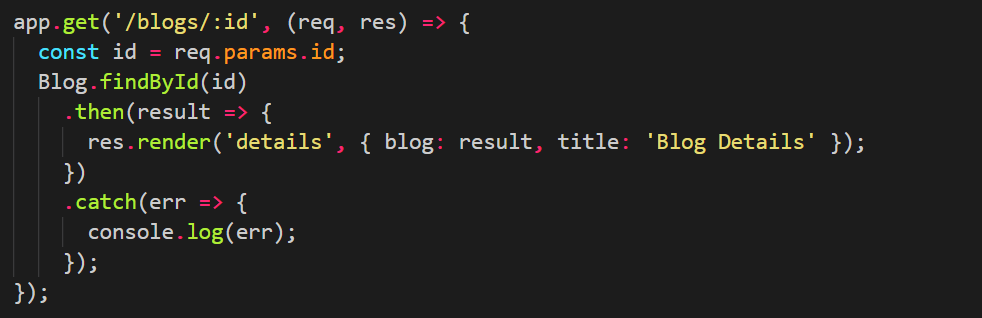 app.get('/blogs/:id', (req, res) => {
  const id = req.params.id;
  Blog.findById(id)
    .then(result => {
      res.render('details', { blog: result, title: 'Blog Details' });
    })
    .catch(err => {
      console.log(err);
    });
});